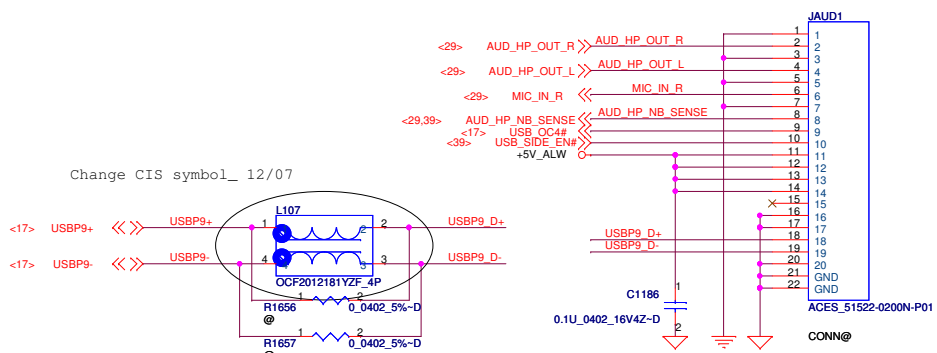 JAUD1
1 1
<29> AUD_HP_OUT_R AUD_HP_OUT_R 2 2
3 3
<29> AUD_HP_OUT_L AUD_HP_OUT_L 4 4
5 5
<29> MIC_IN_R MIC_IN_R 6 6
7 7
<29,39> AUD_HP_NB_SENSE AUD_HP_NB_SENSE 8 8
<17> USB_OC4# 9 9
<39> USB_SIDE_EN# 10 10
+5V_ALW 11 11
12 12
13 13
14 14
15 15
16 16
17 17
USBP9_D+ 18 18
USBP9_D- 19 19
20 20
21 GND
22 GND
ACES_51522-0200N-P01
CONN@
Change CIS symbol_ 12/07
L107
<17> USBP9+ USBP9+ 1 2 2 USBP9_D+
<17> USBP9- USBP9- 4 3 3 USBP9_D-
OCF2012181YZF_4P
1 2
R1656 0_0402_5%~D
@
1 2
R1657 0_0402_5%~D
1
C1186
0.1U_0402_16V4Z~D
2